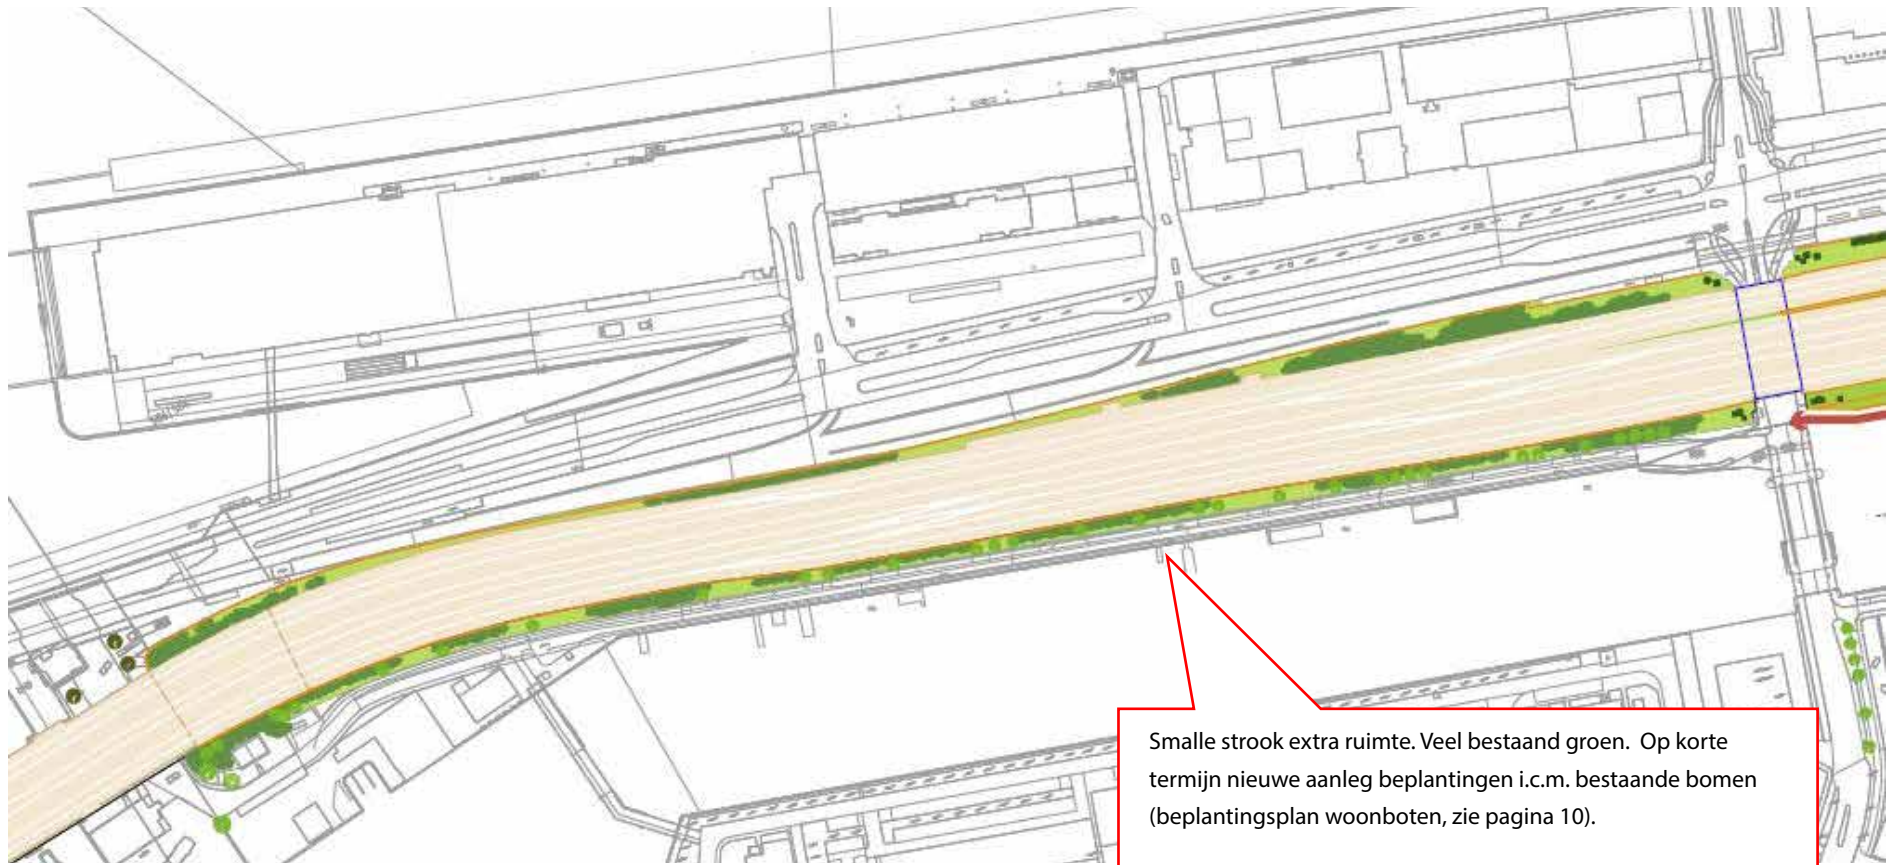 Smalle strook extra ruimte. Veel bestaand groen. Op korte
termijn nieuwe aanleg beplantingen i.c.m. bestaande bomen
(beplantingsplan woonboten, zie pagina 10).